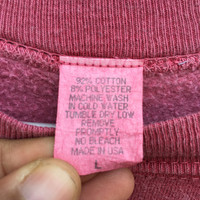 92% COTTON
8% POLYESTER
MACHINE WASH
IN COLD WATER
TUMBLE DRY LOW
REMOVE
PROMPTLY
NO BLEACH
MADE IN USA
L